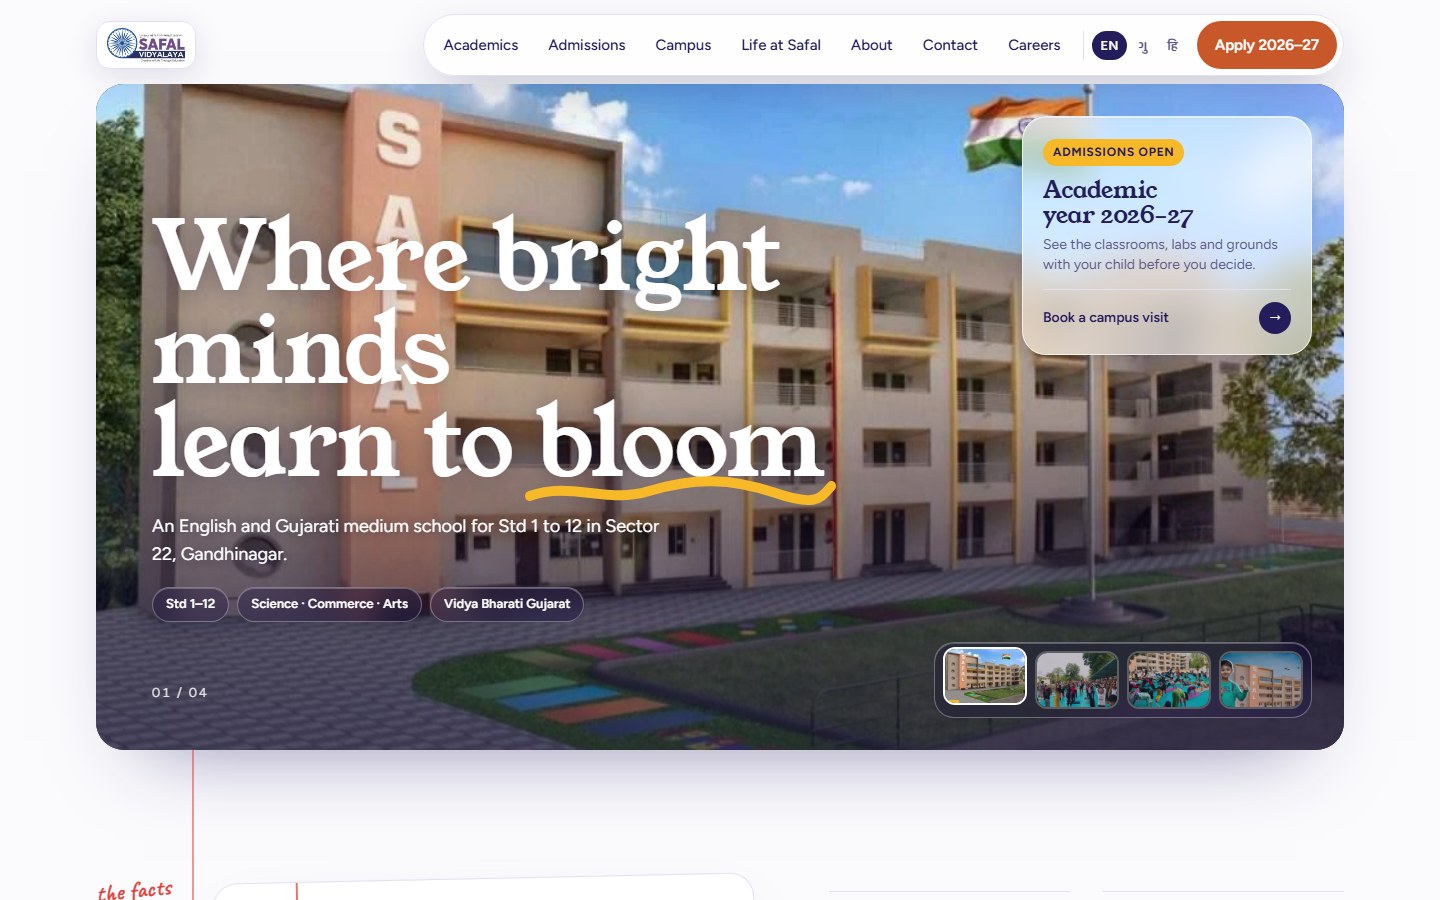 SAFAL
VIDYALAYA
Academics
Admissions
Campus
Life at Safal
About
Contact
Careers
EN
ગુ
हि
Apply 2026–27
SAFAL
ADMISSIONS OPEN
Academic
year 2026–27
See the classrooms, labs and grounds
with your child before you decide.
Book a campus visit →
Where bright
minds
learn to bloom
An English and Gujarati medium school for Std 1 to 12 in Sector
22, Gandhinagar.
Std 1–12
Science · Commerce · Arts
Vidya Bharati Gujarat
01 / 04
the facts